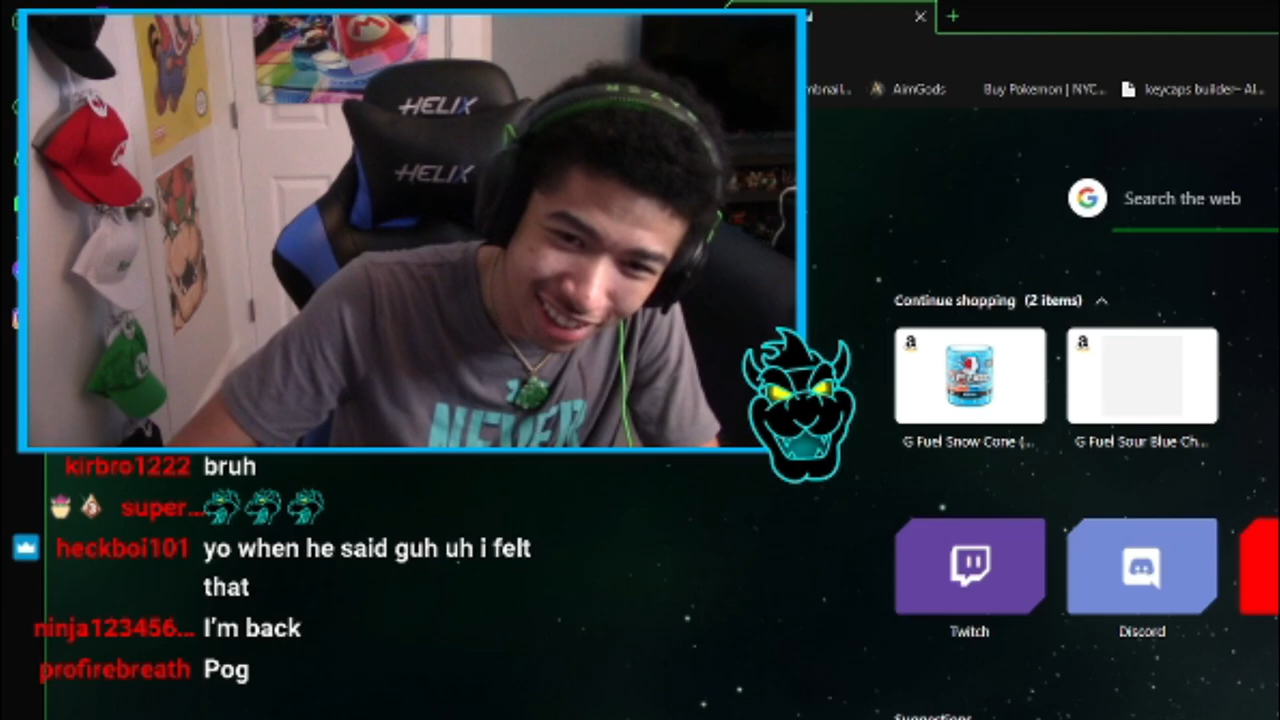 HELIX
HELIX
NEVER
AimGods
Buy Pokemon | NYC...
keycaps builder- Al...
Search the web
Continue shopping (2 items)
G Fuel Snow Cone (...
G Fuel Sour Blue Ch...
Twitch
Discord
kirbro1222 bruh
super...
heckboi101 yo when he said guh uh i felt
that
ninja123456... I'm back
profirebreath Pog